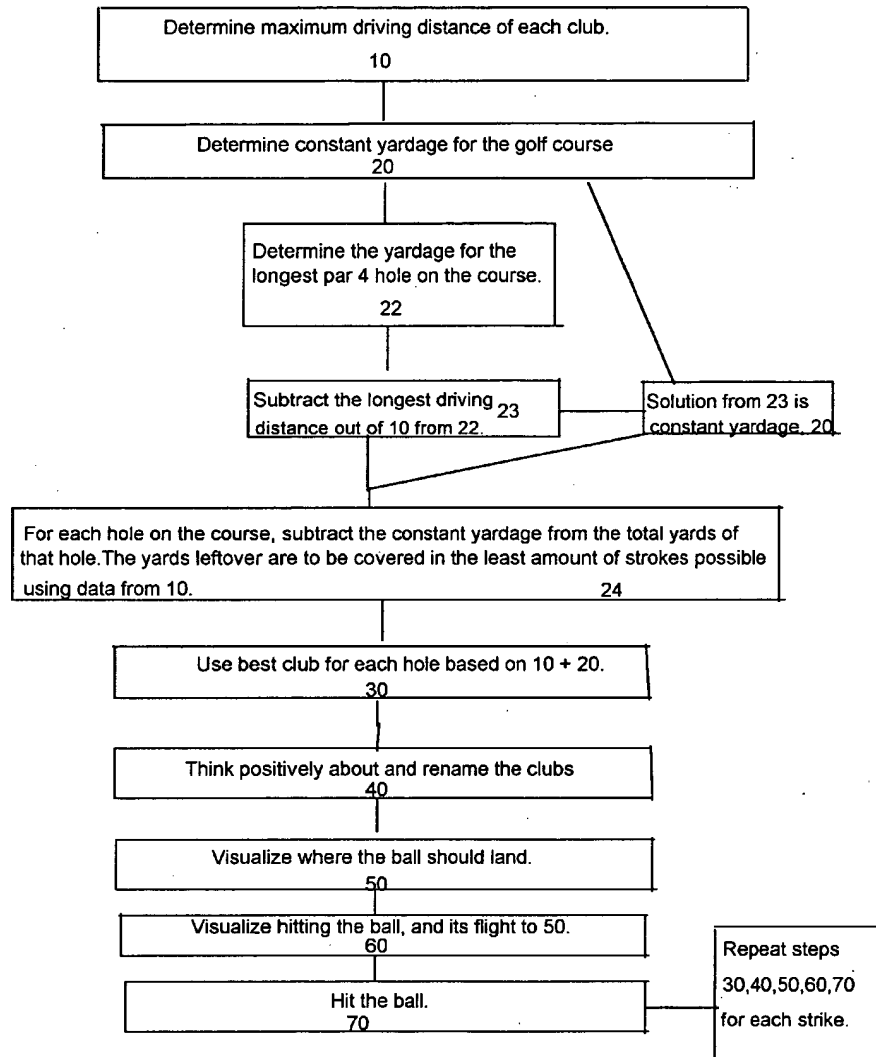 Determine maximum driving distance of each club.
10
Determine constant yardage for the golf course
20
Determine the yardage for the
longest par 4 hole on the course.
22
Subtract the longest driving 23
distance out of 10 from 22.
Solution from 23 is
constant yardage, 20
For each hole on the course, subtract the constant yardage from the total yards of
that hole.The yards leftover are to be covered in the least amount of strokes possible
using data from 10. 24
Use best club for each hole based on 10 + 20.
30
Think positively about and rename the clubs
40
Visualize where the ball should land.
50
Visualize hitting the ball, and its flight to 50.
60
Hit the ball.
70
Repeat steps
30,40,50,60,70
for each strike.